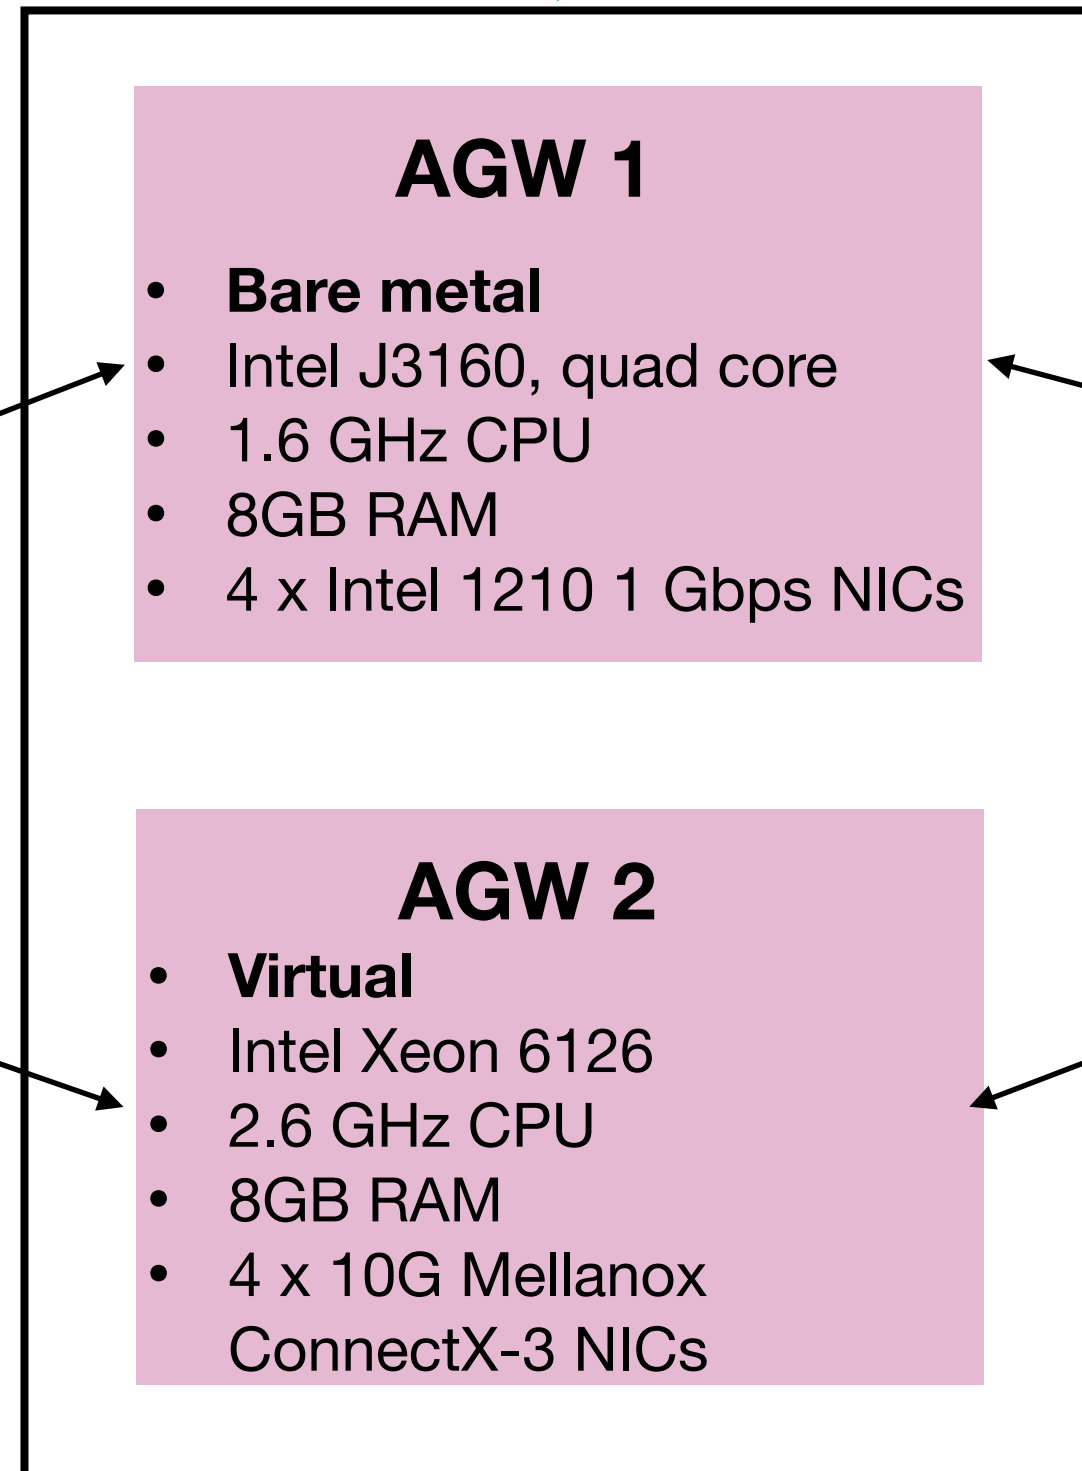 AGW 1
• Bare metal
• Intel J3160, quad core
• 1.6 GHz CPU
• 8GB RAM
• 4 x Intel 1210 1 Gbps NICs
AGW 2
• Virtual
• Intel Xeon 6126
• 2.6 GHz CPU
• 8GB RAM
• 4 x 10G Mellanox
ConnectX-3 NICs